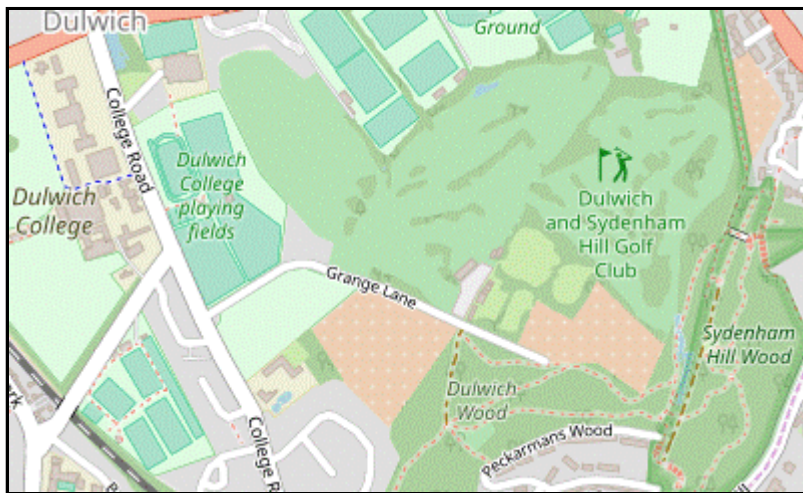 Dulwich
Ground
College Road
Dulwich
College
playing
fields
Dulwich
College
Dulwich
and Sydenham
Hill Golf
Club
Grange Lane
Sydenham
Hill Wood
Dulwich
Wood
College R
Peckarmans Wood
ark